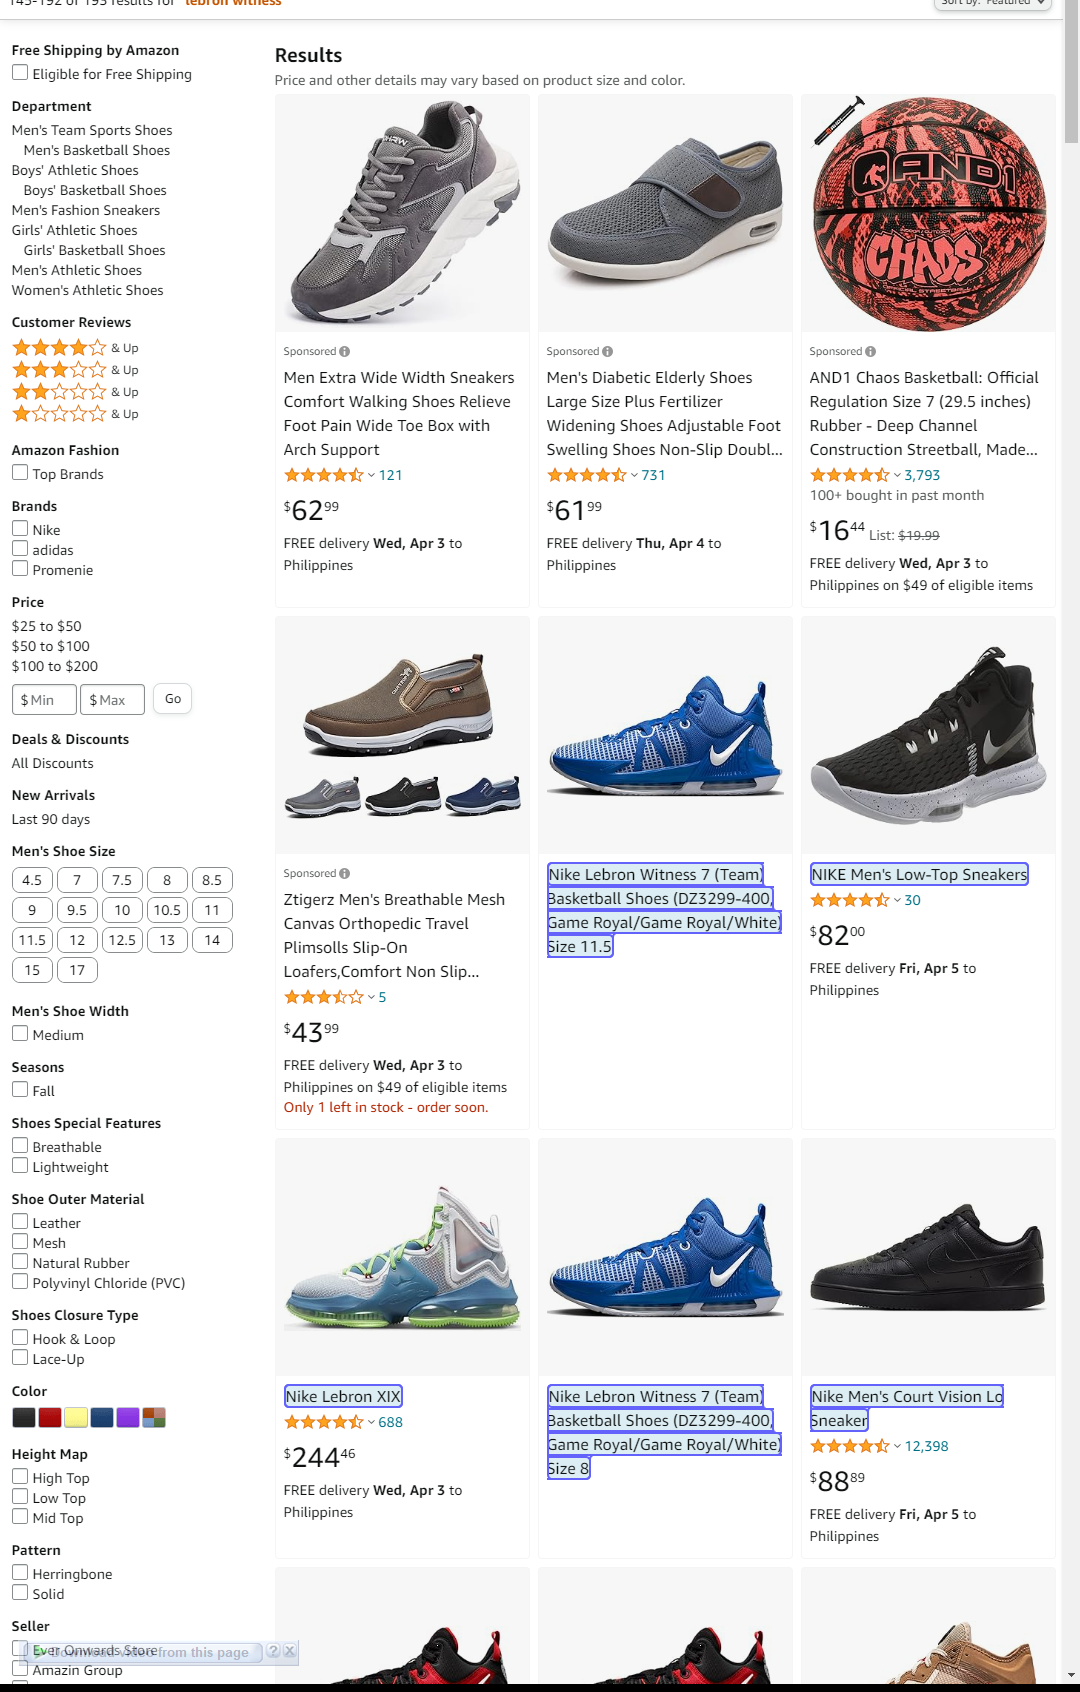 145-192 of 193 results for "lebron witness"
Sort by: Featured
Free Shipping by Amazon
Eligible for Free Shipping
Department
Men's Team Sports Shoes
Men's Basketball Shoes
Boys' Athletic Shoes
Boys' Basketball Shoes
Men's Fashion Sneakers
Girls' Athletic Shoes
Girls' Basketball Shoes
Men's Athletic Shoes
Women's Athletic Shoes
Customer Reviews
& Up
& Up
& Up
& Up
Amazon Fashion
Top Brands
Brands
Nike
adidas
Promenie
Price
$25 to $50
$50 to $100
$100 to $200
$ Min
$ Max
Go
Deals & Discounts
All Discounts
New Arrivals
Last 90 days
Men's Shoe Size
4.5 7 7.5 8 8.5
9 9.5 10 10.5 11
11.5 12 12.5 13 14
15 17
Men's Shoe Width
Medium
Seasons
Fall
Shoes Special Features
Breathable
Lightweight
Shoe Outer Material
Leather
Mesh
Natural Rubber
Polyvinyl Chloride (PVC)
Shoes Closure Type
Hook & Loop
Lace-Up
Color
Height Map
High Top
Low Top
Mid Top
Pattern
Herringbone
Solid
Seller
Ever Onwards Store
Download video from this page ? X
Amazin Group
Results
Price and other details may vary based on product size and color.
Sponsored
Men Extra Wide Width Sneakers
Comfort Walking Shoes Relieve
Foot Pain Wide Toe Box with
Arch Support
121
$62 99
FREE delivery Wed, Apr 3 to
Philippines
Sponsored
Men's Diabetic Elderly Shoes
Large Size Plus Fertilizer
Widening Shoes Adjustable Foot
Swelling Shoes Non-Slip Doubl...
731
$61 99
FREE delivery Thu, Apr 4 to
Philippines
AND1
CHAOS
Sponsored
AND1 Chaos Basketball: Official
Regulation Size 7 (29.5 inches)
Rubber - Deep Channel
Construction Streetball, Made...
3,793
100+ bought in past month
$16 44 List: $19.99
FREE delivery Wed, Apr 3 to
Philippines on $49 of eligible items
Sponsored
Ztigerz Men's Breathable Mesh
Canvas Orthopedic Travel
Plimsolls Slip-On
Loafers,Comfort Non Slip...
5
$43 99
FREE delivery Wed, Apr 3 to
Philippines on $49 of eligible items
Only 1 left in stock - order soon.
Nike Lebron Witness 7 (Team)
Basketball Shoes (DZ3299-400,
Game Royal/Game Royal/White)
Size 11.5
NIKE Men's Low-Top Sneakers
30
$82 00
FREE delivery Fri, Apr 5 to
Philippines
Nike Lebron XIX
688
$244 46
FREE delivery Wed, Apr 3 to
Philippines
Nike Lebron Witness 7 (Team)
Basketball Shoes (DZ3299-400,
Game Royal/Game Royal/White)
Size 8
Nike Men's Court Vision Lo
Sneaker
12,398
$88 89
FREE delivery Fri, Apr 5 to
Philippines